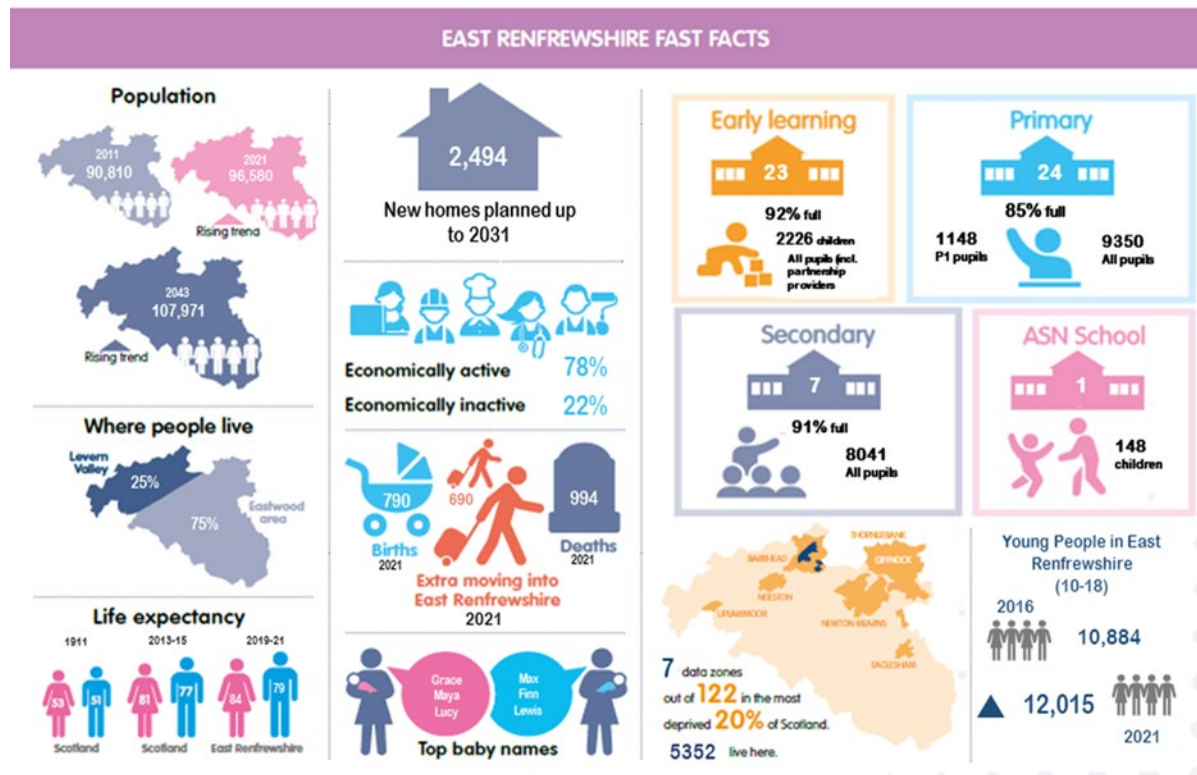 EAST RENFREWSHIRE FAST FACTS
Population
2011
90,810
2021
96,580
Rising trend
2043
107,971
Rising trend
Where people live
Levern
Valley
25%
75%
Eastwood
area
Life expectancy
1911
2013-15
2019-21
53
51
81
77
84
79
Scotland
Scotland
East Renfrewshire
2,494
New homes planned up
to 2031
Economically active 78%
Economically inactive 22%
790
690
994
Births
2021
Deaths
2021
Extra moving into
East Renfrewshire
2021
Grace
Maya
Lucy
Max
Finn
Lewis
Top baby names
Early learning
23
92% full
2226 children
All pupils (incl.
partnership
providers
Primary
24
85% full
1148
P1 pupils
9350
All pupils
Secondary
7
91% full
8041
All pupils
ASN School
1
148
children
BARRHEAD
THORNLIEBANK
GIFFNOCK
NEILSTON
UPLAWMOOR
NEWTON MEARNS
EAGLESHAM
7 data zones
out of 122 in the most
deprived 20% of Scotland.
5352 live here.
Young People in East
Renfrewshire
(10-18)
2016
10,884
12,015
2021